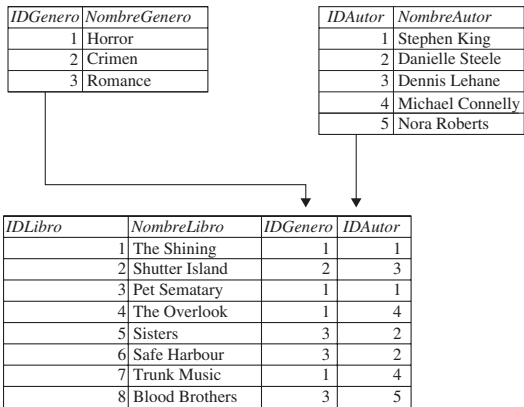 IDGenero NombreGenero
1 Horror
2 Crimen
3 Romance
IDAutor NombreAutor
1 Stephen King
2 Danielle Steele
3 Dennis Lehane
4 Michael Connelly
5 Nora Roberts
IDLibro NombreLibro IDGenero IDAutor
1 The Shining 1 1
2 Shutter Island 2 3
3 Pet Sematary 1 1
4 The Overlook 1 4
5 Sisters 3 2
6 Safe Harbour 3 2
7 Trunk Music 1 4
8 Blood Brothers 3 5